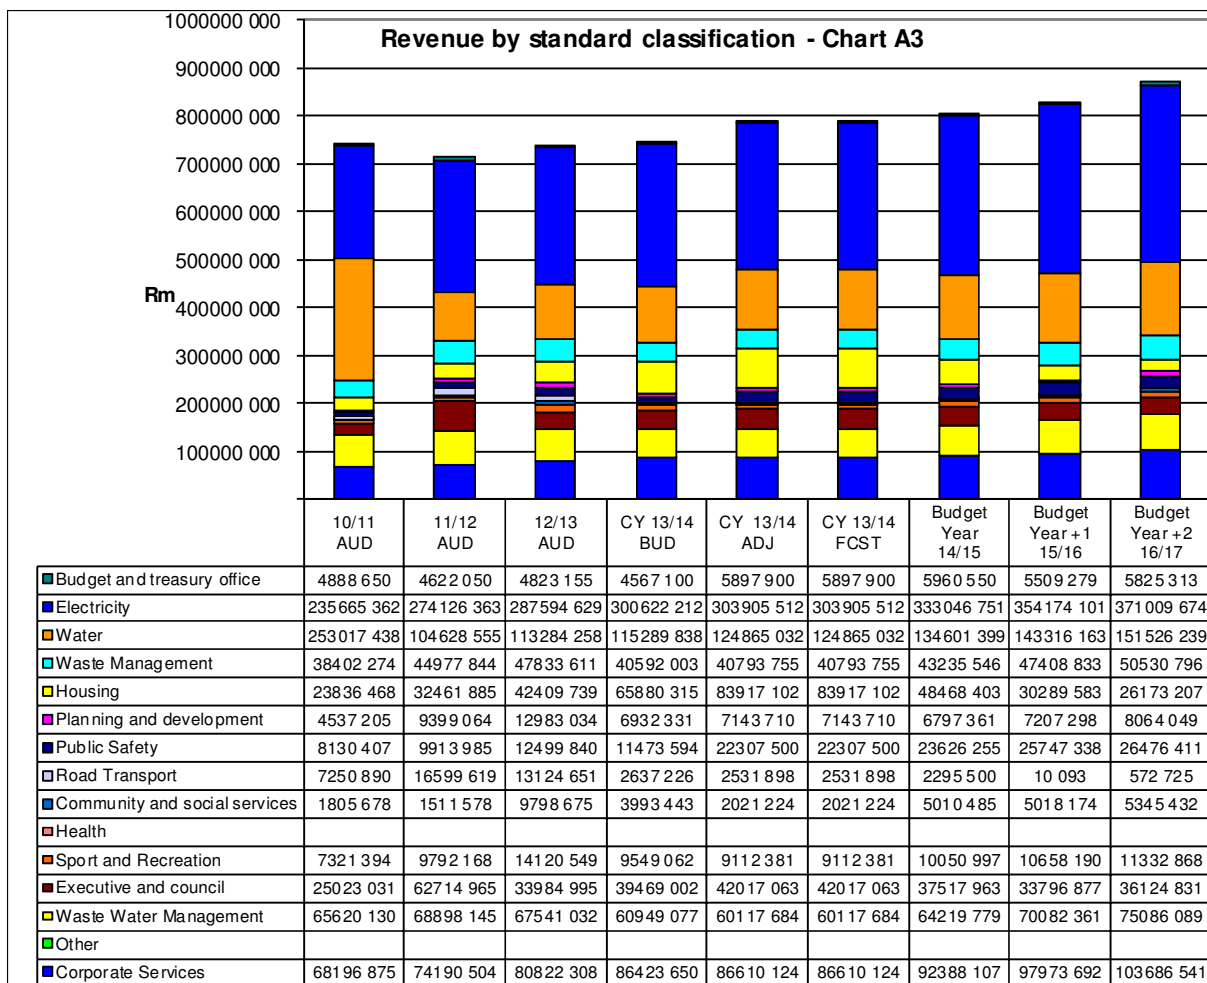 Revenue by standard classification - Chart A3
1000000 000
900000 000
800000 000
700000 000
600000 000
500000 000
400000 000
300000 000
200000 000
100000 000
Rm
10/11 AUD 11/12 AUD 12/13 AUD CY 13/14 BUD CY 13/14 ADJ CY 13/14 FCST Budget Year 14/15 Budget Year +1 15/16 Budget Year +2 16/17
Budget and treasury office 4888 650 4622 050 4823 155 4567 100 5897 900 5897 900 5960 550 5509 279 5825 313
Electricity 235665 362 274126 363 287594 629 300622 212 303905 512 303905 512 333046 751 354174 101 371009 674
Water 253017 438 104628 555 113284 258 115289 838 124865 032 124865 032 134601 399 143316 163 151526 239
Waste Management 38402 274 44977 844 47833 611 40592 003 40793 755 40793 755 43235 546 47408 833 50530 796
Housing 23836 468 32461 885 42409 739 65880 315 83917 102 83917 102 48468 403 30289 583 26173 207
Planning and development 4537 205 9399 064 12983 034 6932 331 7143 710 7143 710 6797 361 7207 298 8064 049
Public Safety 8130 407 9913 985 12499 840 11473 594 22307 500 22307 500 23626 255 25747 338 26476 411
Road Transport 7250 890 16599 619 13124 651 2637 226 2531 898 2531 898 2295 500 10 093 572 725
Community and social services 1805 678 1511 578 9798 675 3993 443 2021 224 2021 224 5010 485 5018 174 5345 432
Health
Sport and Recreation 7321 394 9792 168 14120 549 9549 062 9112 381 9112 381 10050 997 10658 190 11332 868
Executive and council 25023 031 62714 965 33984 995 39469 002 42017 063 42017 063 37517 963 33796 877 36124 831
Waste Water Management 65620 130 68898 145 67541 032 60949 077 60117 684 60117 684 64219 779 70082 361 75086 089
Other
Corporate Services 68196 875 74190 504 80822 308 86423 650 86610 124 86610 124 92388 107 97973 692 103686 541